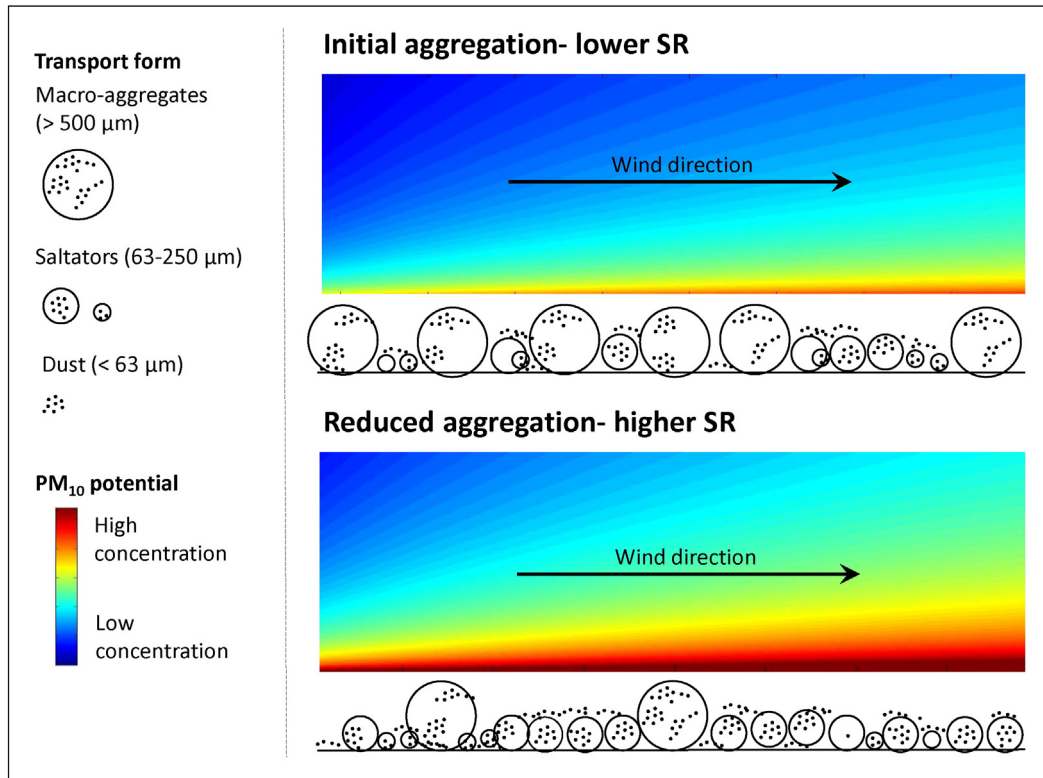 Transport form
Macro-aggregates
(> 500 µm)
Saltators (63-250 µm)
Dust (< 63 µm)
PM₁₀ potential
High
concentration
Low
concentration
Initial aggregation- lower SR
Wind direction
Reduced aggregation- higher SR
Wind direction